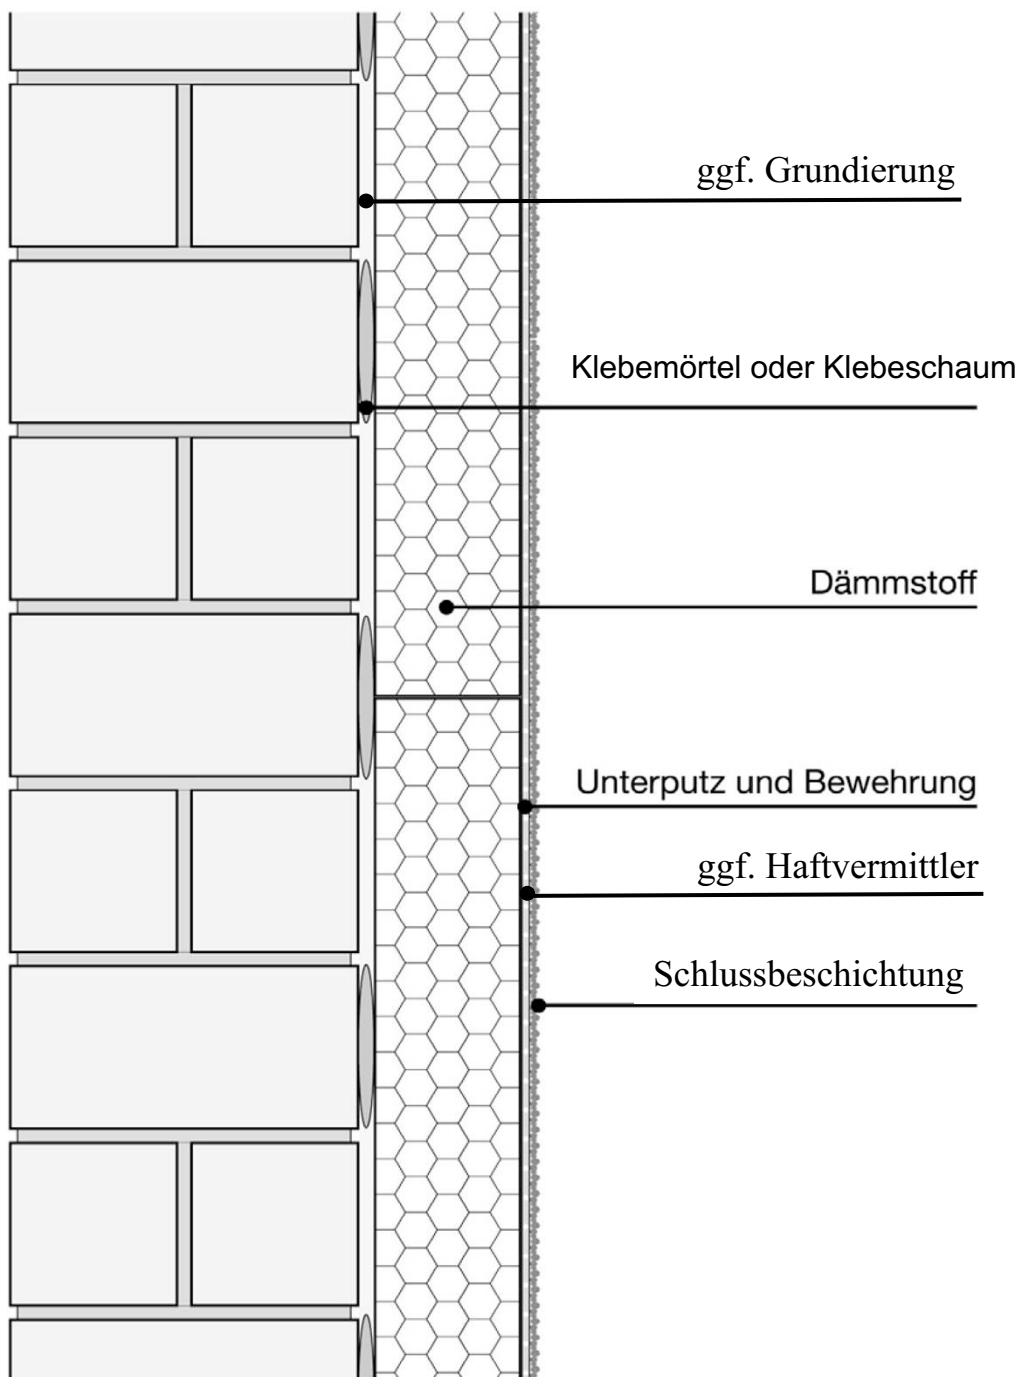 ggf. Grundierung
Klebemörtel oder Klebeschaum
Dämmstoff
Unterputz und Bewehrung
ggf. Haftvermittler
Schlussbeschichtung